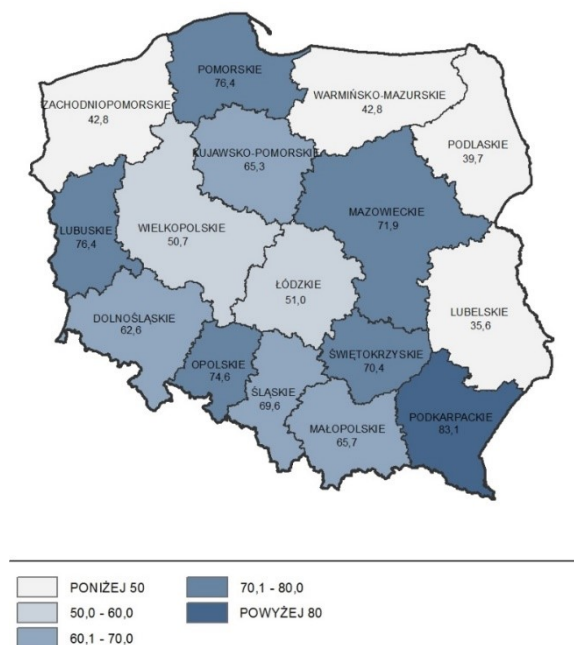 POMORSKIE
76,4
ZACHODNIOPOMORSKIE
42,8
WARMIŃSKO-MAZURSKIE
42,8
PODLASKIE
39,7
KUJAWSKO-POMORSKIE
65,3
MAZOWIECKIE
71,9
LUBUSKIE
76,4
WIELKOPOLSKIE
50,7
ŁÓDZKIE
51,0
LUBELSKIE
35,6
DOLNOŚLĄSKIE
62,6
OPOLSKIE
74,6
ŚWIĘTOKRZYSKIE
70,4
ŚLĄSKIE
69,6
MAŁOPOLSKIE
65,7
PODKARPACKIE
83,1
PONIŻEJ 50
50,0 - 60,0
60,1 - 70,0
70,1 - 80,0
POWYŻEJ 80